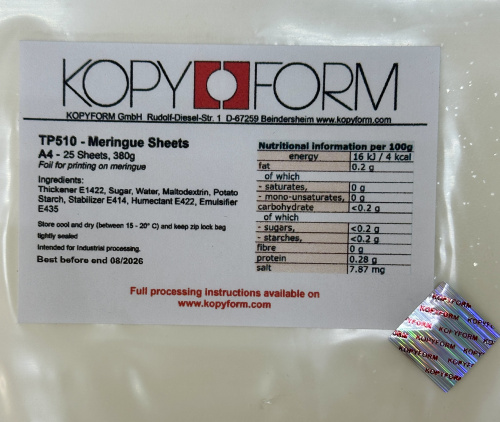 KOPY FORM
KOPYFORM GmbH Rudolf-Diesel-Str. 1 D-67259 Beindersheim www.kopyform.com
TP510 - Meringue Sheets
A4 - 25 Sheets, 380g
Foil for printing on meringue
Ingredients:
Thickener E1422, Sugar, Water, Maltodextrin, Potato
Starch, Stabilizer E414, Humectant E422, Emulsifier
E435
Store cool and dry (between 15 - 20° C) and keep zip lock bag
tightly sealed
Intended for Industrial processing.
Best before end 08/2026
Nutritional information per 100g
energy 16 kJ / 4 kcal
fat 0.2 g
of which
- saturates, 0 g
- mono-unsaturates, 0 g
carbohydrate <0.2 g
of which
- sugars, <0.2 g
- starches, <0.2 g
fibre 0 g
protein 0.28 g
salt 7.87 mg
Full processing instructions available on
www.kopyform.com
KOPYFORM
KOPYFORM
KOPYFORM
KOPYFORM